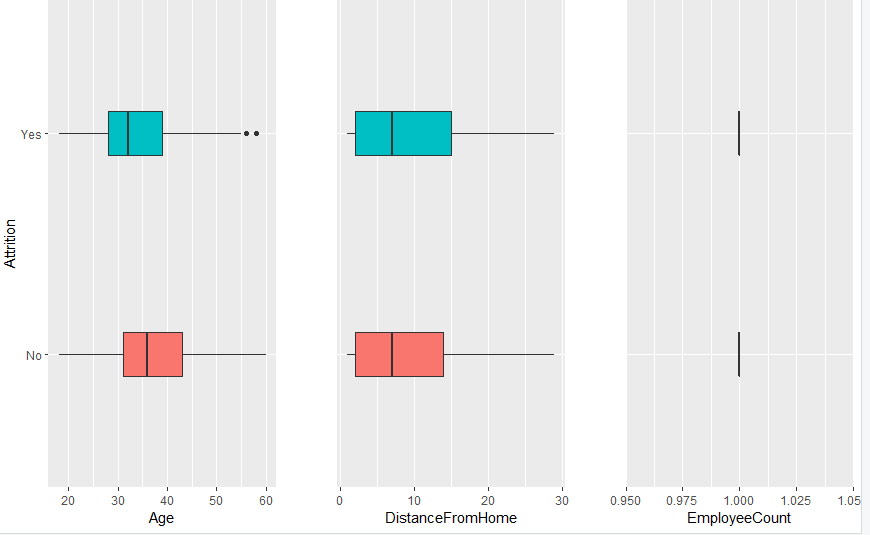 Attrition
Yes
No
20 30 40 50 60
Age
0 10 20 30
DistanceFromHome
0.950 0.975 1.000 1.025 1.05
EmployeeCount